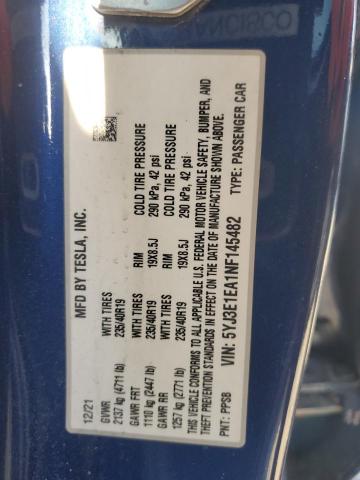 FRANCISCO
MFD BY TESLA, INC.
12/21
GVWR WITH TIRES RIM COLD TIRE PRESSURE
2137 kg (4711 LB) 235/40R19 19X8.5J 290 kPa, 42 psi
GAWR FRT WITH TIRES RIM COLD TIRE PRESSURE
1110 kg (2447 LB) 235/40R19 19X8.5J 290 kPa, 42 psi
GAWR RR WITH TIRES RIM COLD TIRE PRESSURE
1257 kg (2771 LB) 235/40R19 19X8.5J 290 kPa, 42 psi
THIS VEHICLE CONFORMS TO ALL APPLICABLE U.S. FEDERAL MOTOR VEHICLE SAFETY, BUMPER, AND
THEFT PREVENTION STANDARDS IN EFFECT ON THE DATE OF MANUFACTURE SHOWN ABOVE.
VIN: 5YJ3E1EA1NF145482
PNT: PPSB TYPE: PASSENGER CAR